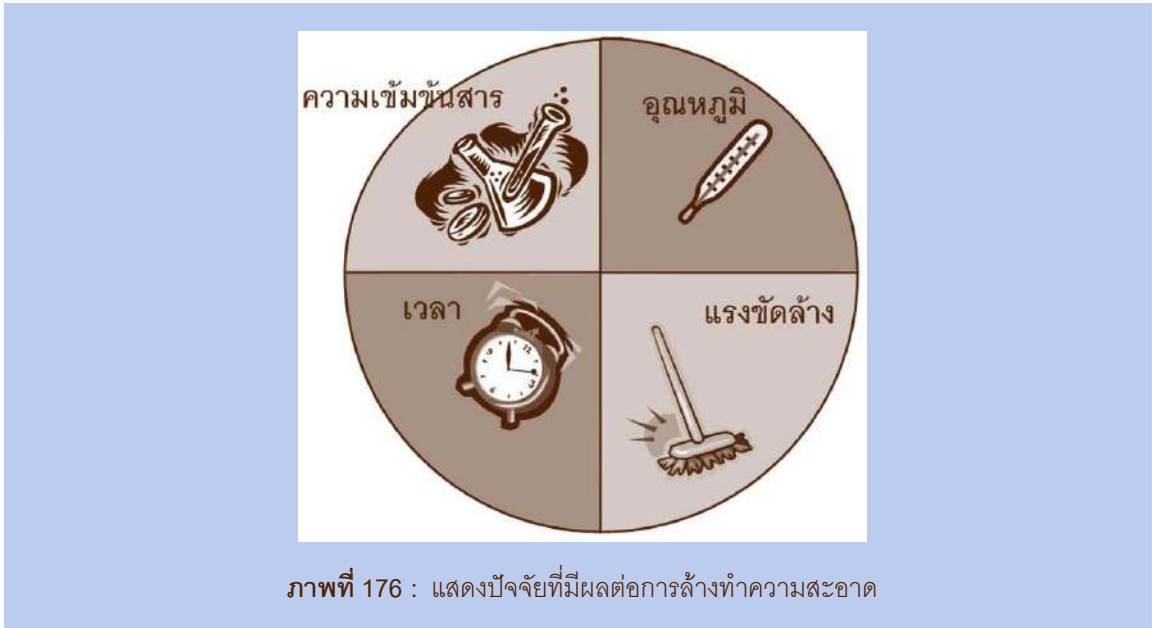 ความเข้มข้นสาร
อุณหภูมิ
เวลา
แรงขัดล้าง
ภาพที่ 176 : แสดงปัจจัยที่มีผลต่อการล้างทำความสะอาด